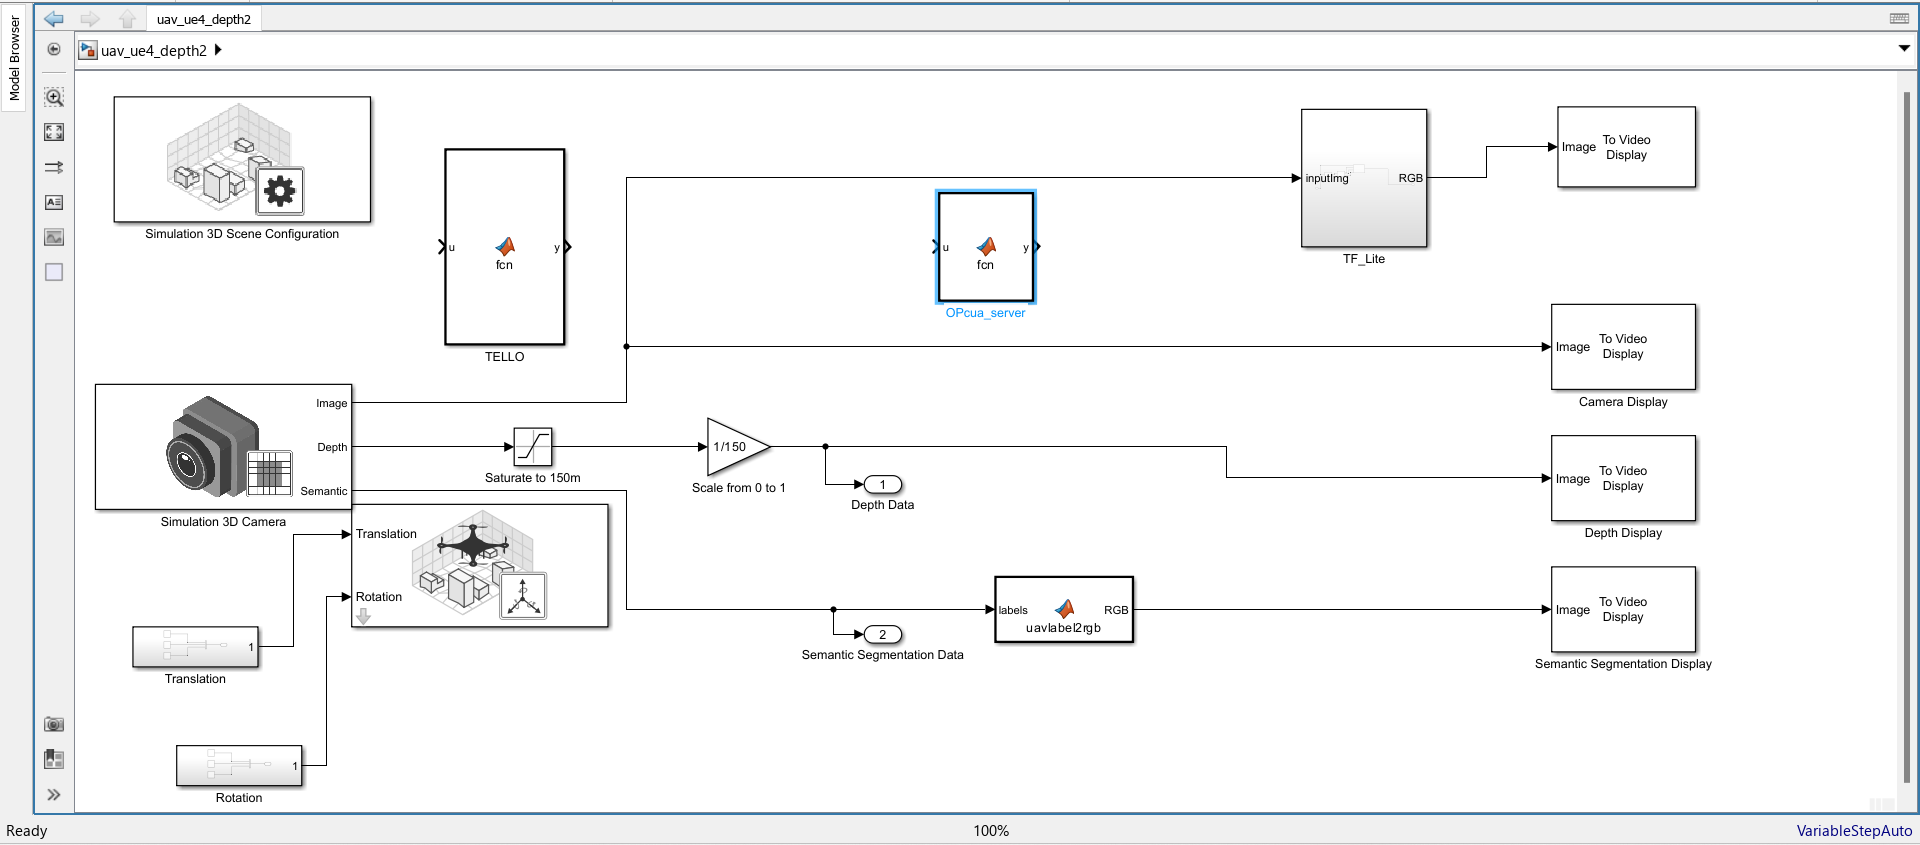 uav_ue4_depth2
Model Browser
uav_ue4_depth2
Simulation 3D Scene Configuration
u
fcn
y
TELLO
u
fcn
y
OPcua_server
inputImg
RGB
TF_Lite
Image
To Video
Display
Image
To Video
Display
Camera Display
Image
Depth
Semantic
Simulation 3D Camera
Saturate to 150m
1/150
Scale from 0 to 1
1
Depth Data
Image
To Video
Display
Depth Display
Translation
Rotation
1
Translation
1
Rotation
2
Semantic Segmentation Data
labels
RGB
uavlabel2rgb
Image
To Video
Display
Semantic Segmentation Display
Ready
100%
VariableStepAuto